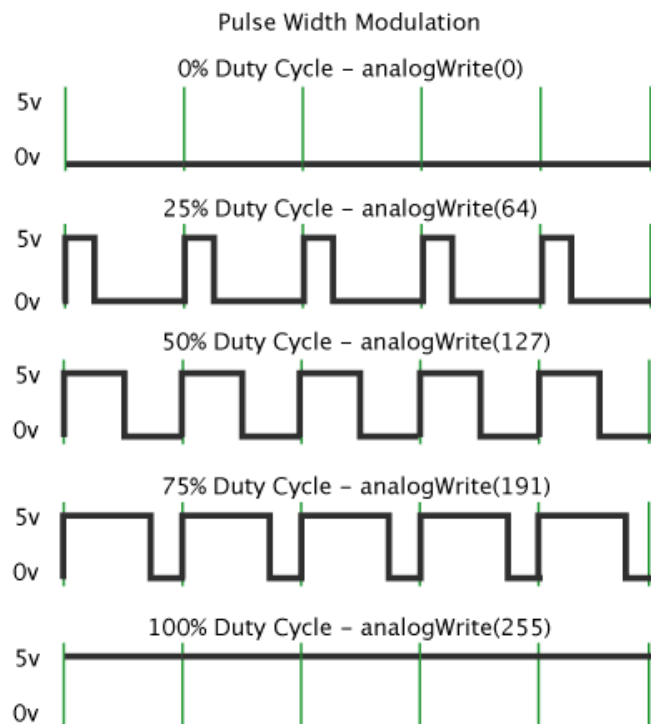 Pulse Width Modulation
0% Duty Cycle – analogWrite(0)
5v
0v
25% Duty Cycle – analogWrite(64)
5v
0v
50% Duty Cycle – analogWrite(127)
5v
0v
75% Duty Cycle – analogWrite(191)
5v
0v
100% Duty Cycle – analogWrite(255)
5v
0v